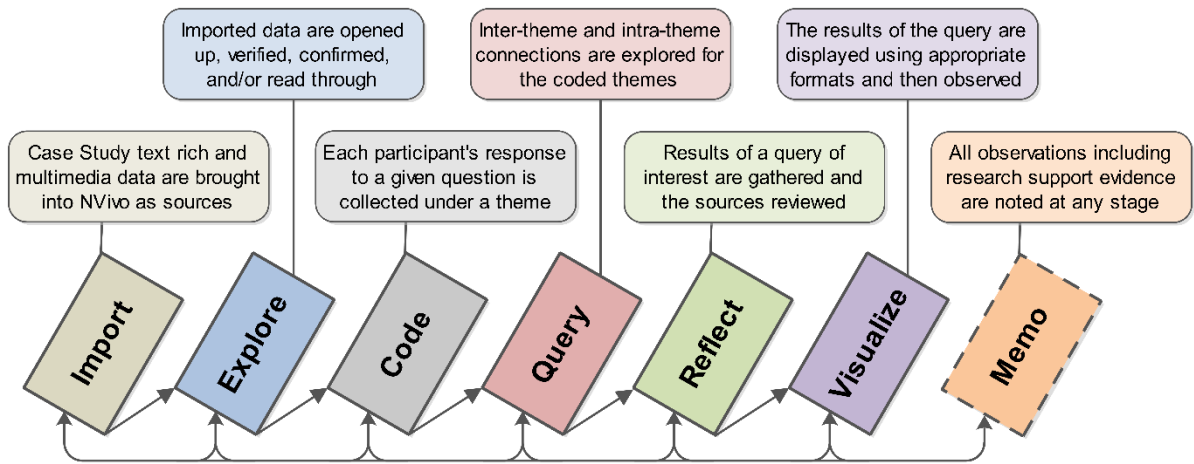 Imported data are opened
up, verified, confirmed,
and/or read through
Inter-theme and intra-theme
connections are explored for
the coded themes
The results of the query are
displayed using appropriate
formats and then observed
Case Study text rich and
multimedia data are brought
into NVivo as sources
Each participant's response
to a given question is
collected under a theme
Results of a query of
interest are gathered and
the sources reviewed
All observations including
research support evidence
are noted at any stage
Import
Explore
Code
Query
Reflect
Visualize
Memo